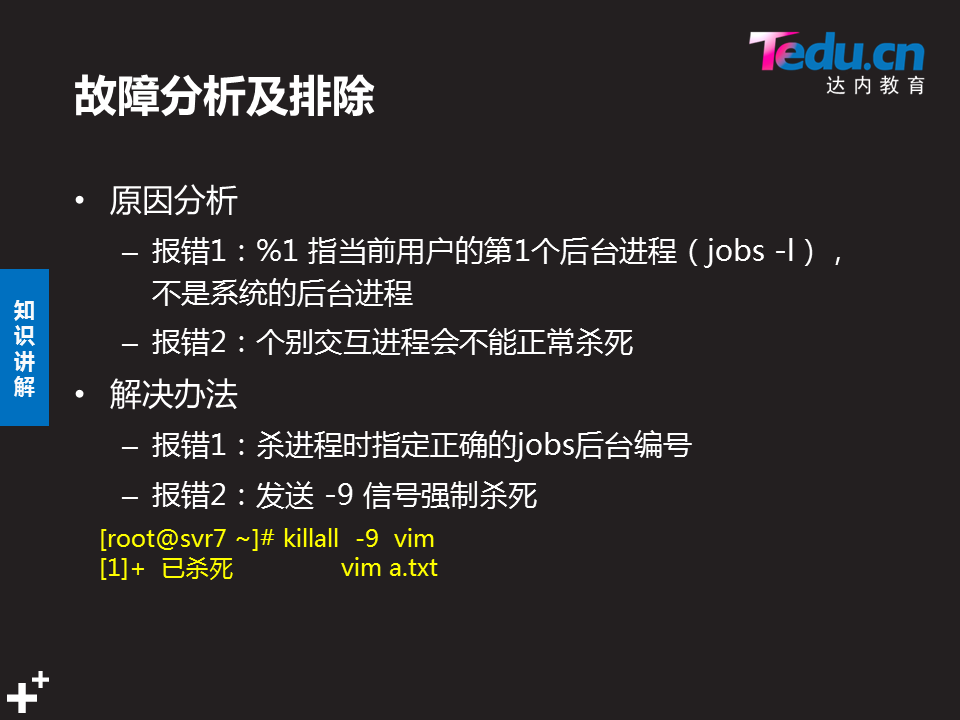 Tedu.cn
达内教育
故障分析及排除
• 原因分析
– 报错1：%1 指当前用户的第1个后台进程（jobs -l），
不是系统的后台进程
– 报错2：个别交互进程会不能正常杀死
知识讲解
• 解决办法
– 报错1：杀进程时指定正确的jobs后台编号
– 报错2：发送 -9 信号强制杀死
[root@svr7 ~]# killall -9 vim
[1]+ 已杀死 vim a.txt